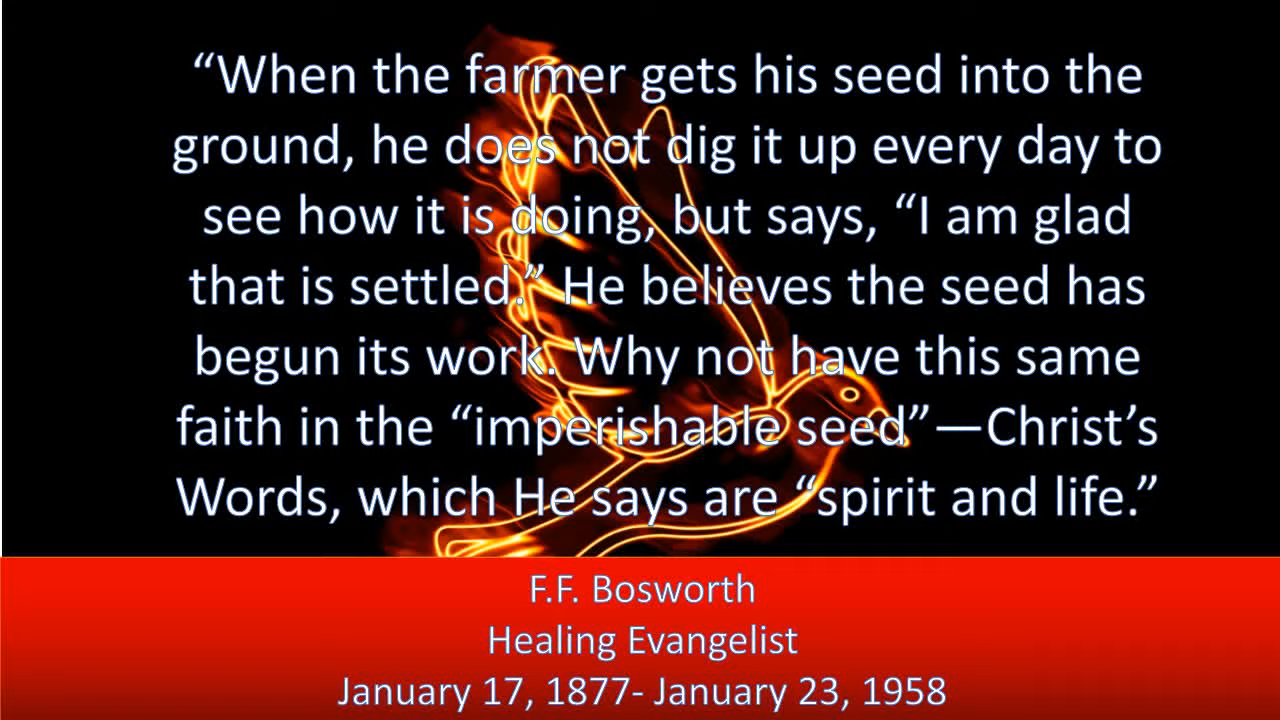 “When the farmer gets his seed into the
ground, he does not dig it up every day to
see how it is doing, but says, “I am glad
that is settled.” He believes the seed has
begun its work. Why not have this same
faith in the “imperishable seed”—Christ’s
Words, which He says are “spirit and life.”
F.F. Bosworth
Healing Evangelist
January 17, 1877- January 23, 1958